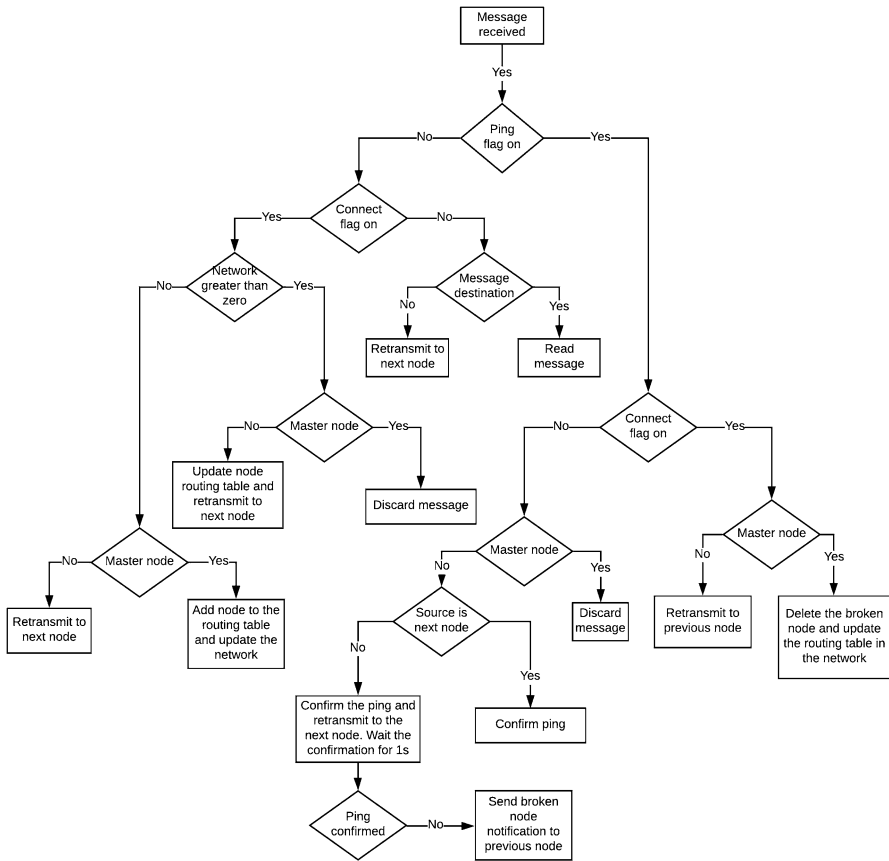 Message
received
Yes
Ping
flag on
No
Yes
Connect
flag on
Yes
No
Network
greater than
zero
No
Yes
Message
destination
No
Yes
Retransmit to
next node
Read
message
Master node
No
Yes
Update node
routing table and
retransmit to
next node
Discard message
Connect
flag on
No
Yes
Master node
No
Yes
Retransmit to
next node
Add node to the
routing table
and update the
network
Master node
No
Yes
Discard
message
Master node
No
Yes
Retransmit to
previous node
Delete the broken
node and update
the routing table in
the network
Source is
next node
No
Yes
Confirm the ping and
retransmit to the
next node. Wait the
confirmation for 1s
Confirm ping
Ping
confirmed
No
Send broken
node
notification to
previous node